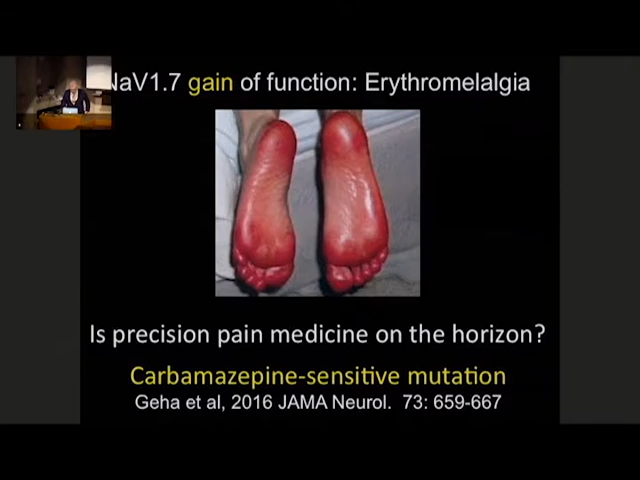 NaV1.7 gain of function: Erythromelalgia
Is precision pain medicine on the horizon?
Carbamazepine-sensitive mutation
Geha et al, 2016 JAMA Neurol. 73: 659-667